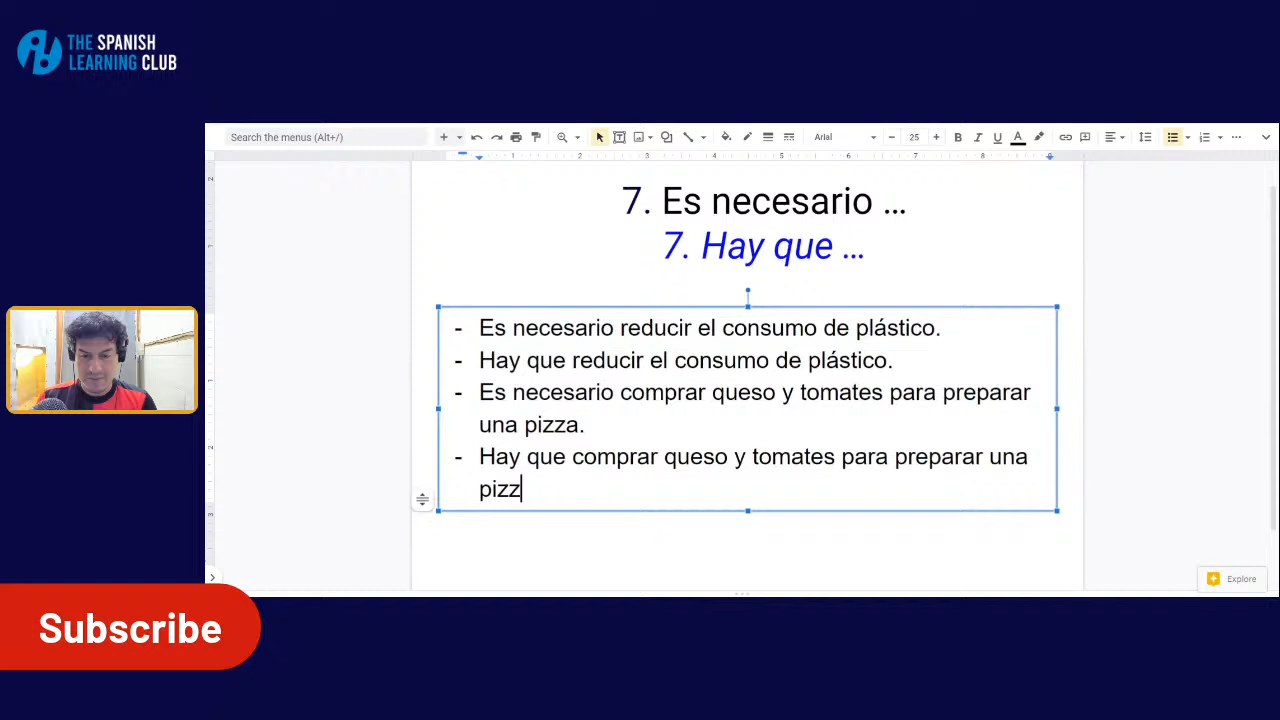 THE SPANISH
LEARNING CLUB
Search the menus (Alt+/)
Arial
25
7. Es necesario …
7. Hay que …
- Es necesario reducir el consumo de plástico.
- Hay que reducir el consumo de plástico.
- Es necesario comprar queso y tomates para preparar
una pizza.
- Hay que comprar queso y tomates para preparar una
pizz
Explore
Subscribe